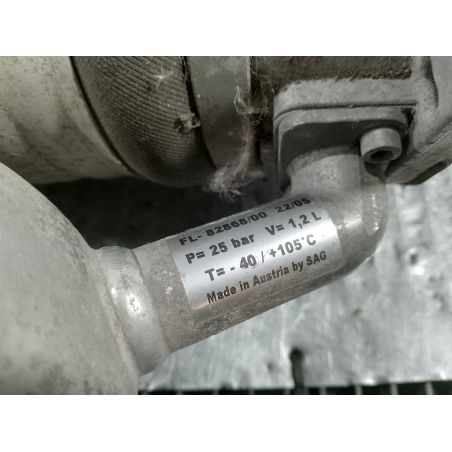 FL- 82868/00 22/05
P= 25 bar V= 1,2 L
T= - 40 / +105°C
Made in Austria by SAG